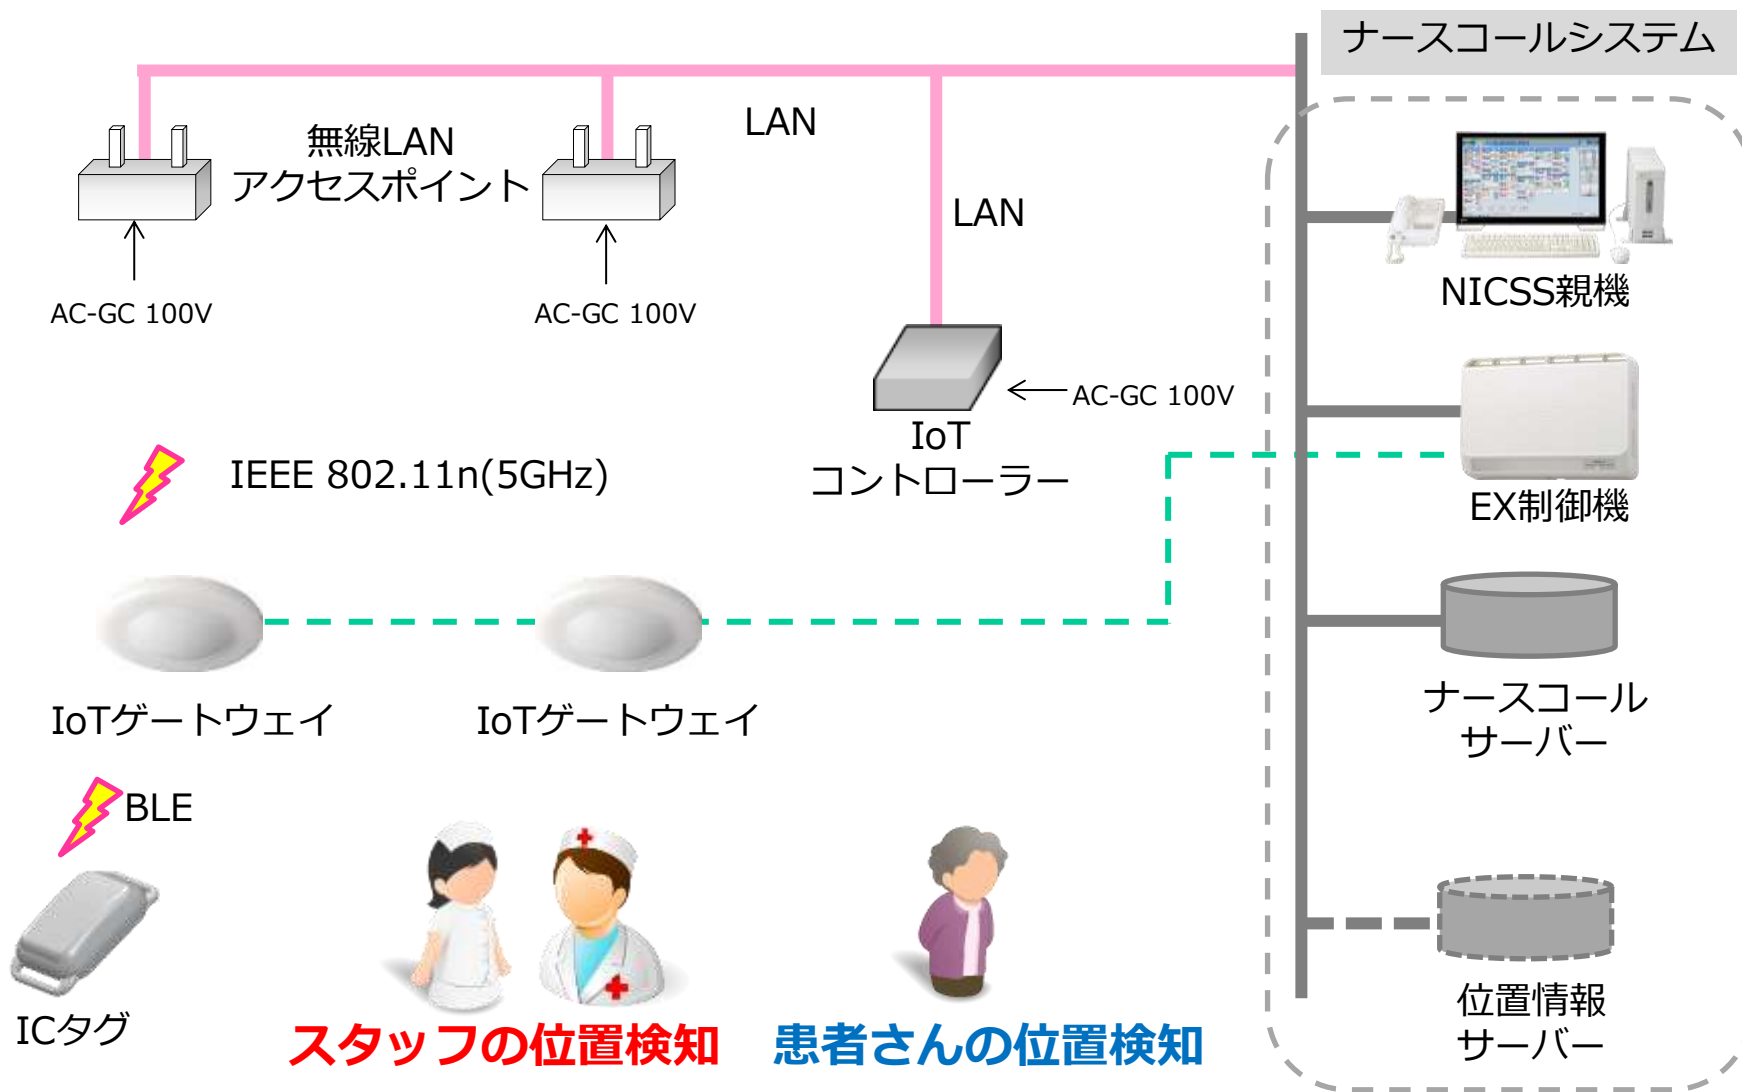 ナースコールシステム
LAN
無線LAN
アクセスポイント
LAN
AC-GC 100V
AC-GC 100V
NICSS親機
AC-GC 100V
IoT
コントローラー
IEEE 802.11n(5GHz)
EX制御機
IoTゲートウェイ
IoTゲートウェイ
ナースコール
サーバー
BLE
ICタグ
スタッフの位置検知
患者さんの位置検知
位置情報
サーバー